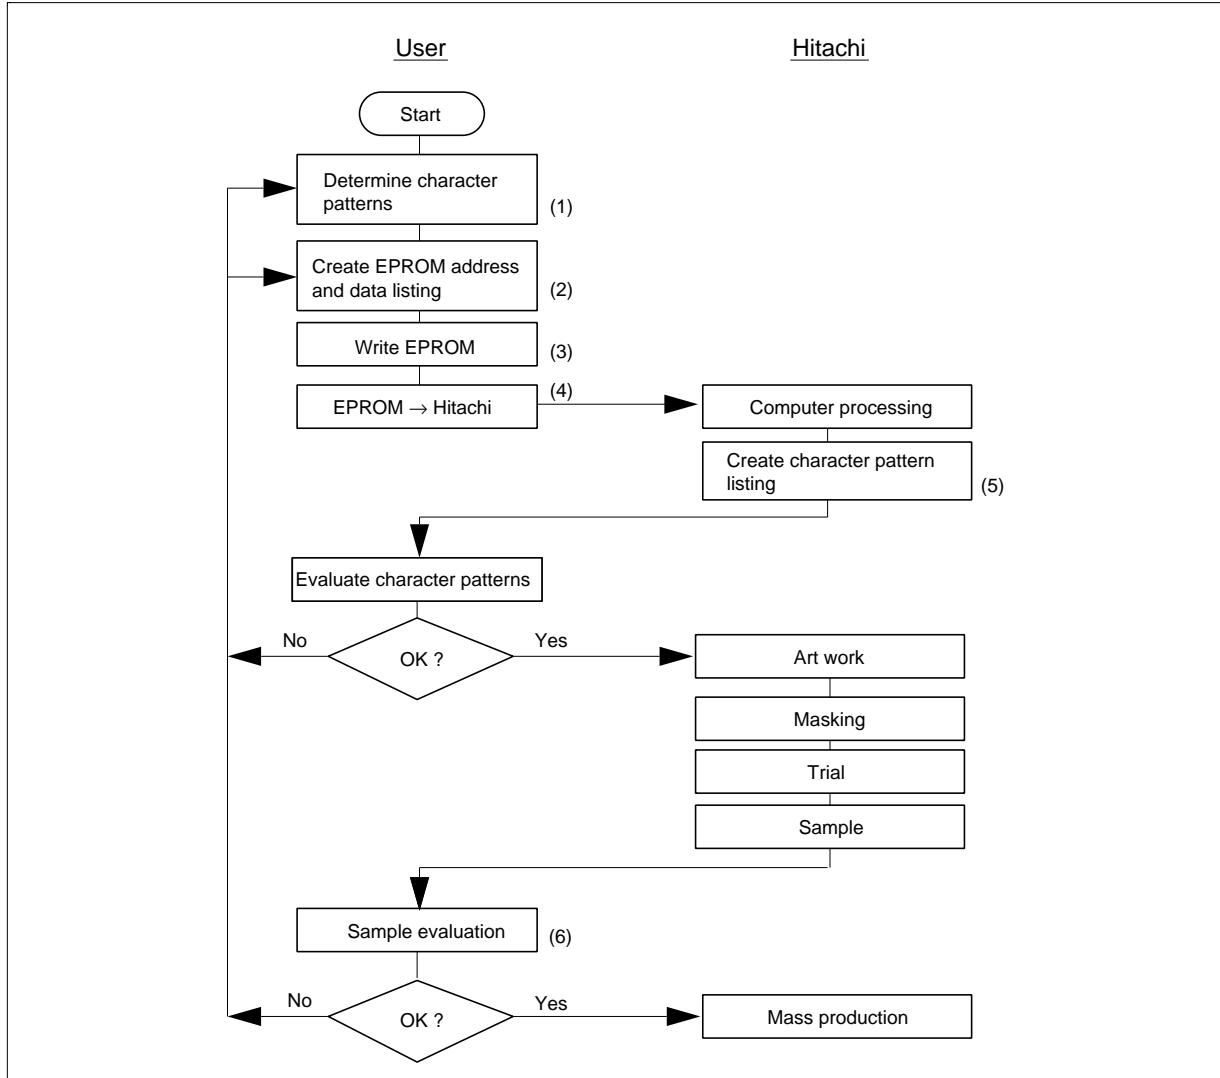 User
Hitachi
Start
Determine character
patterns
(1)
Create EPROM address
and data listing
(2)
Write EPROM
(3)
(4)
EPROM → Hitachi
Computer processing
Create character pattern
listing
(5)
Evaluate character patterns
No
OK ?
Yes
Art work
Masking
Trial
Sample
Sample evaluation
(6)
No
OK ?
Yes
Mass production